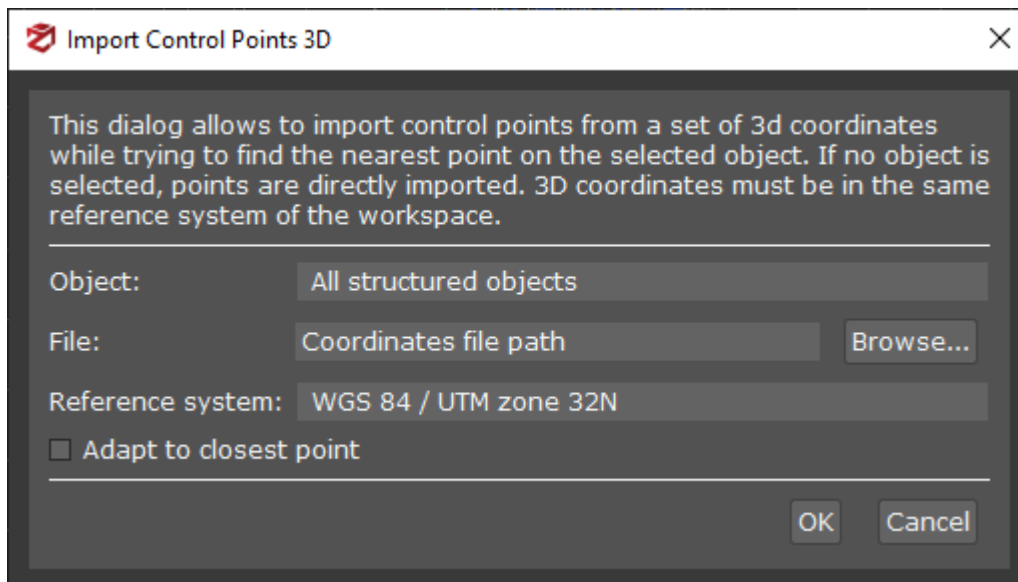 Import Control Points 3D
This dialog allows to import control points from a set of 3d coordinates
while trying to find the nearest point on the selected object. If no object is
selected, points are directly imported. 3D coordinates must be in the same
reference system of the workspace.
Object: All structured objects
File: Coordinates file path Browse...
Reference system: WGS 84 / UTM zone 32N
Adapt to closest point
OK Cancel